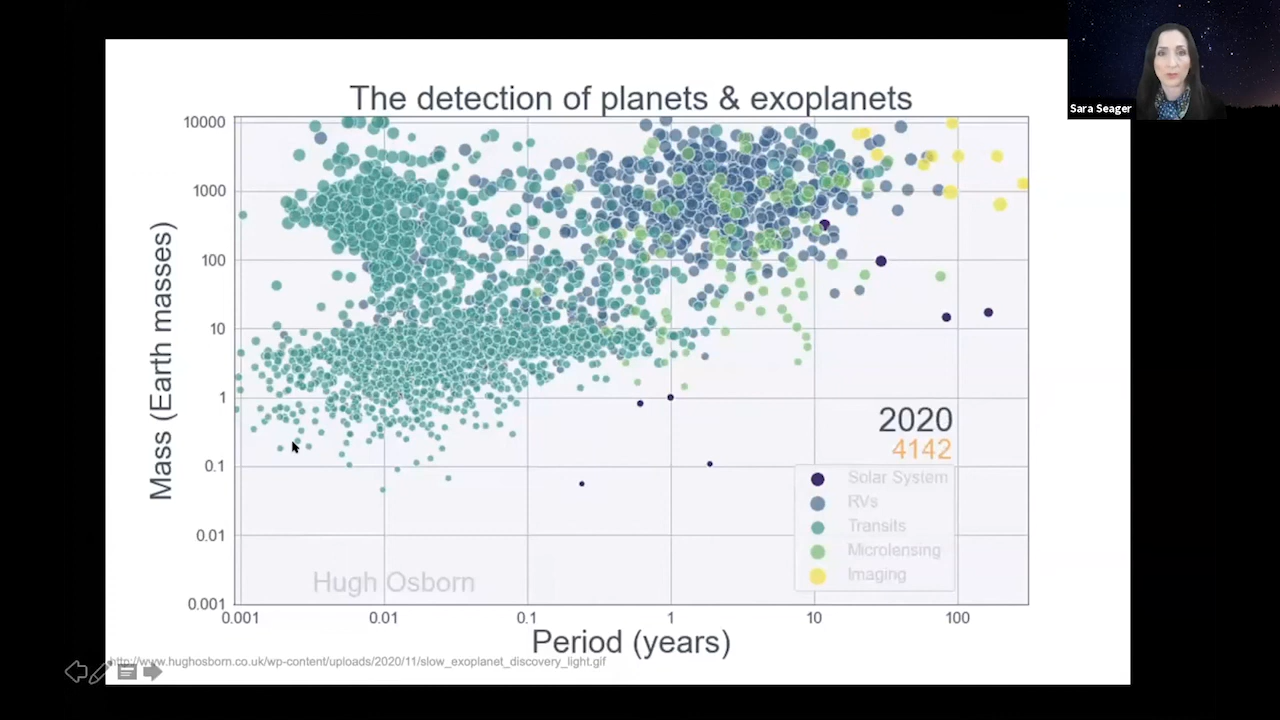 Sara Seager
The detection of planets & exoplanets
10000
1000
100
10
1
0.1
0.01
0.001
Mass (Earth masses)
2020
4142
Solar System
RVs
Transits
Microlensing
Imaging
Hugh Osborn
0.001 0.01 0.1 1 10 100
Period (years)
http://www.hughosborn.co.uk/wp-content/uploads/2020/11/slow_exoplanet_discovery_light.gif